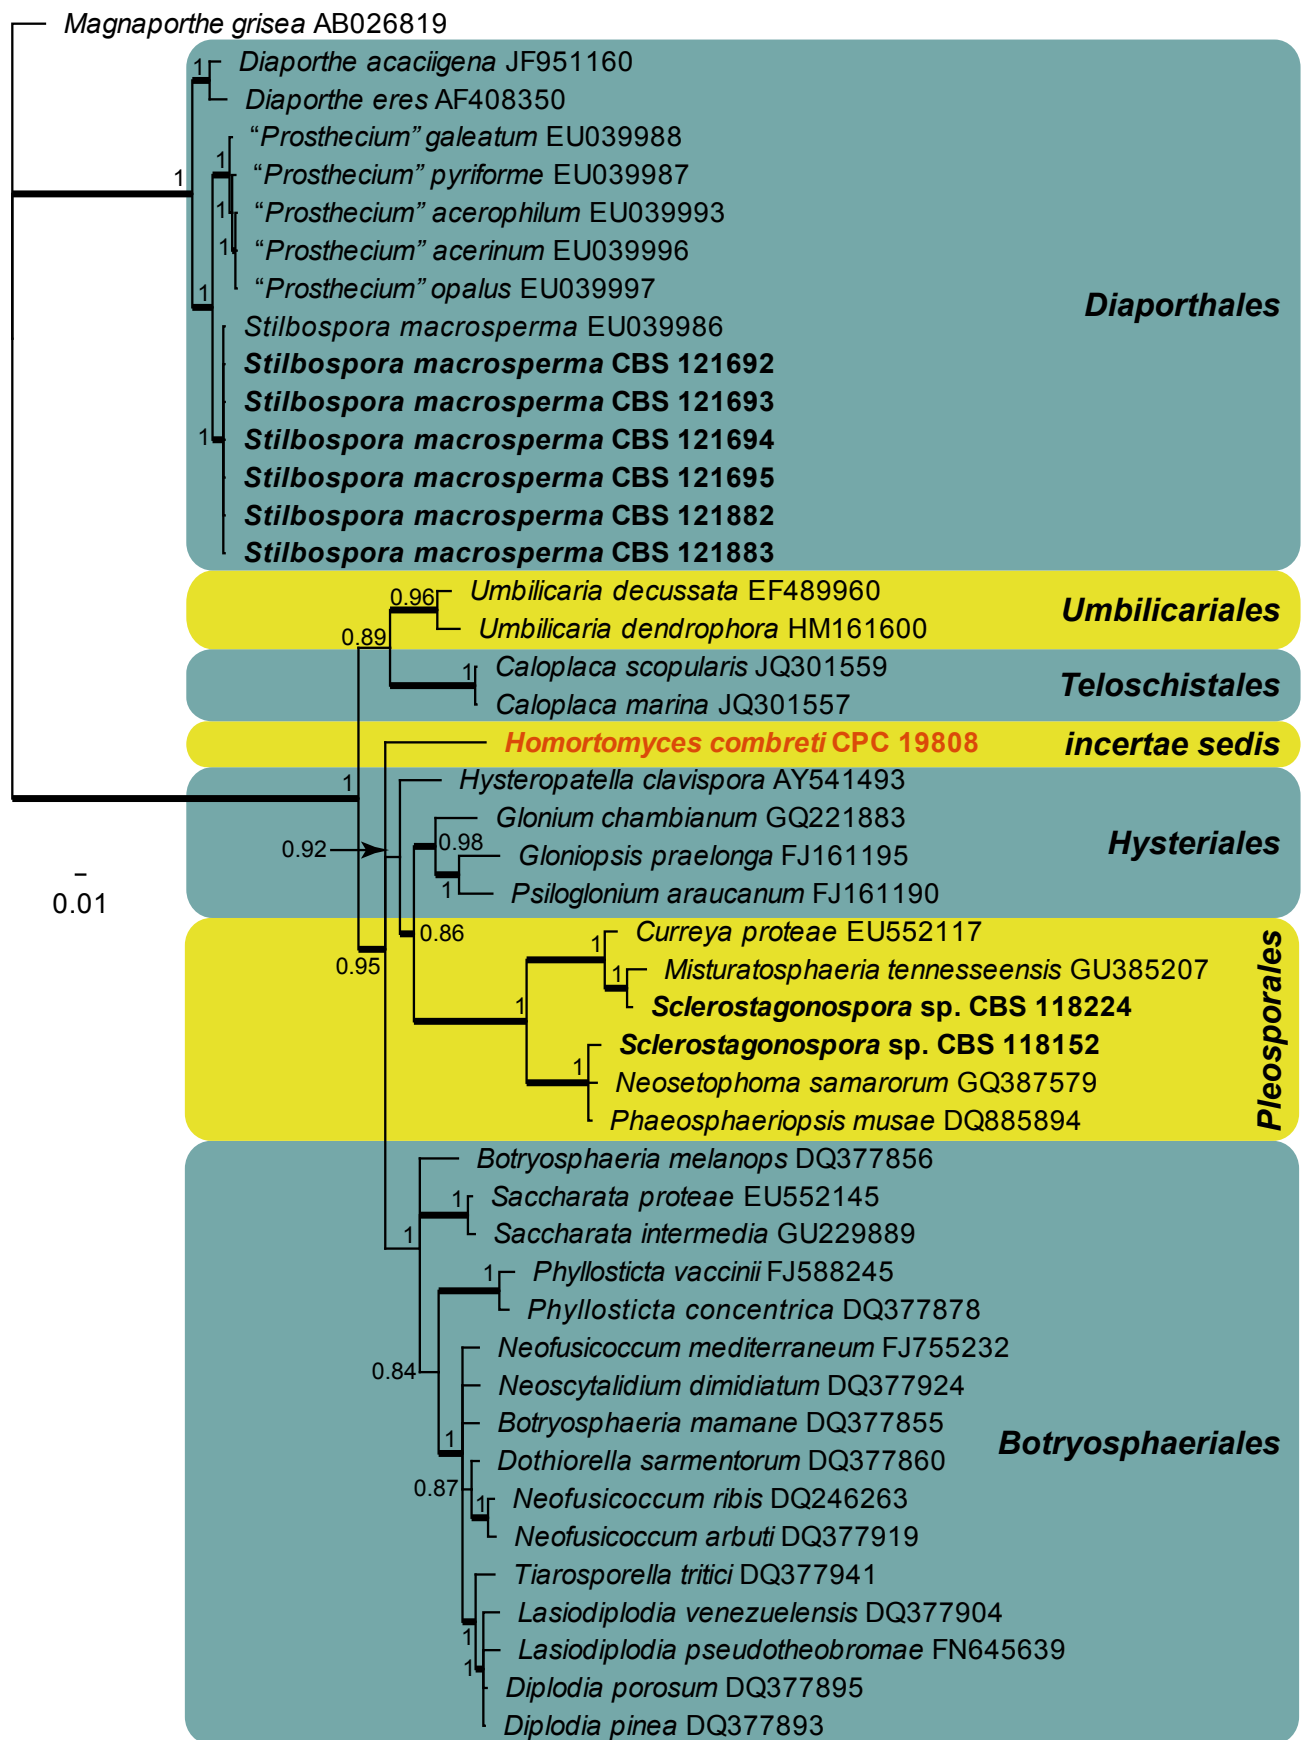 Magnaporthe grisea AB026819
1
Diaporthe acaciigena JF951160
Diaporthe eres AF408350
1
“Prosthecium” galeatum EU039988
1
“Prosthecium” pyriforme EU039987
1
“Prosthecium” acerophilum EU039993
1
“Prosthecium” acerinum EU039996
1
“Prosthecium” opalus EU039997
Diaporthales
Stilbospora macrosperma EU039986
Stilbospora macrosperma CBS 121692
Stilbospora macrosperma CBS 121693
1
Stilbospora macrosperma CBS 121694
Stilbospora macrosperma CBS 121695
Stilbospora macrosperma CBS 121882
Stilbospora macrosperma CBS 121883
0.96
Umbilicaria decussata EF489960
Umbilicariales
0.89
Umbilicaria dendrophora HM161600
1
Caloplaca scopularis JQ301559
Teloschistales
Caloplaca marina JQ301557
Homortomyces combreti CPC 19808
incertae sedis
1
Hysteropatella clavispora AY541493
Glonium chambianum GQ221883
0.98
Hysteriales
0.92
Gloniopsis praelonga FJ161195
1
Psiloglonium araucanum FJ161190
0.01
0.86
1
Curreya proteae EU552117
0.95
1
Misturatosphaeria tennesseensis GU385207
1
Sclerostagonospora sp. CBS 118224
Pleosporales
Sclerostagonospora sp. CBS 118152
1
Neosetophoma samarorum GQ387579
Phaeosphaeriopsis musae DQ885894
Botryosphaeria melanops DQ377856
1
Saccharata proteae EU552145
1
Saccharata intermedia GU229889
1
Phyllosticta vaccinii FJ588245
Phyllosticta concentrica DQ377878
Neofusicoccum mediterraneum FJ755232
0.84
Neoscytalidium dimidiatum DQ377924
Botryosphaeria mamane DQ377855
1
Botryosphaeriales
Dothiorella sarmentorum DQ377860
0.87
1
Neofusicoccum ribis DQ246263
Neofusicoccum arbuti DQ377919
Tiarosporella tritici DQ377941
Lasiodiplodia venezuelensis DQ377904
1
Lasiodiplodia pseudotheobromae FN645639
1
Diplodia porosum DQ377895
Diplodia pinea DQ377893